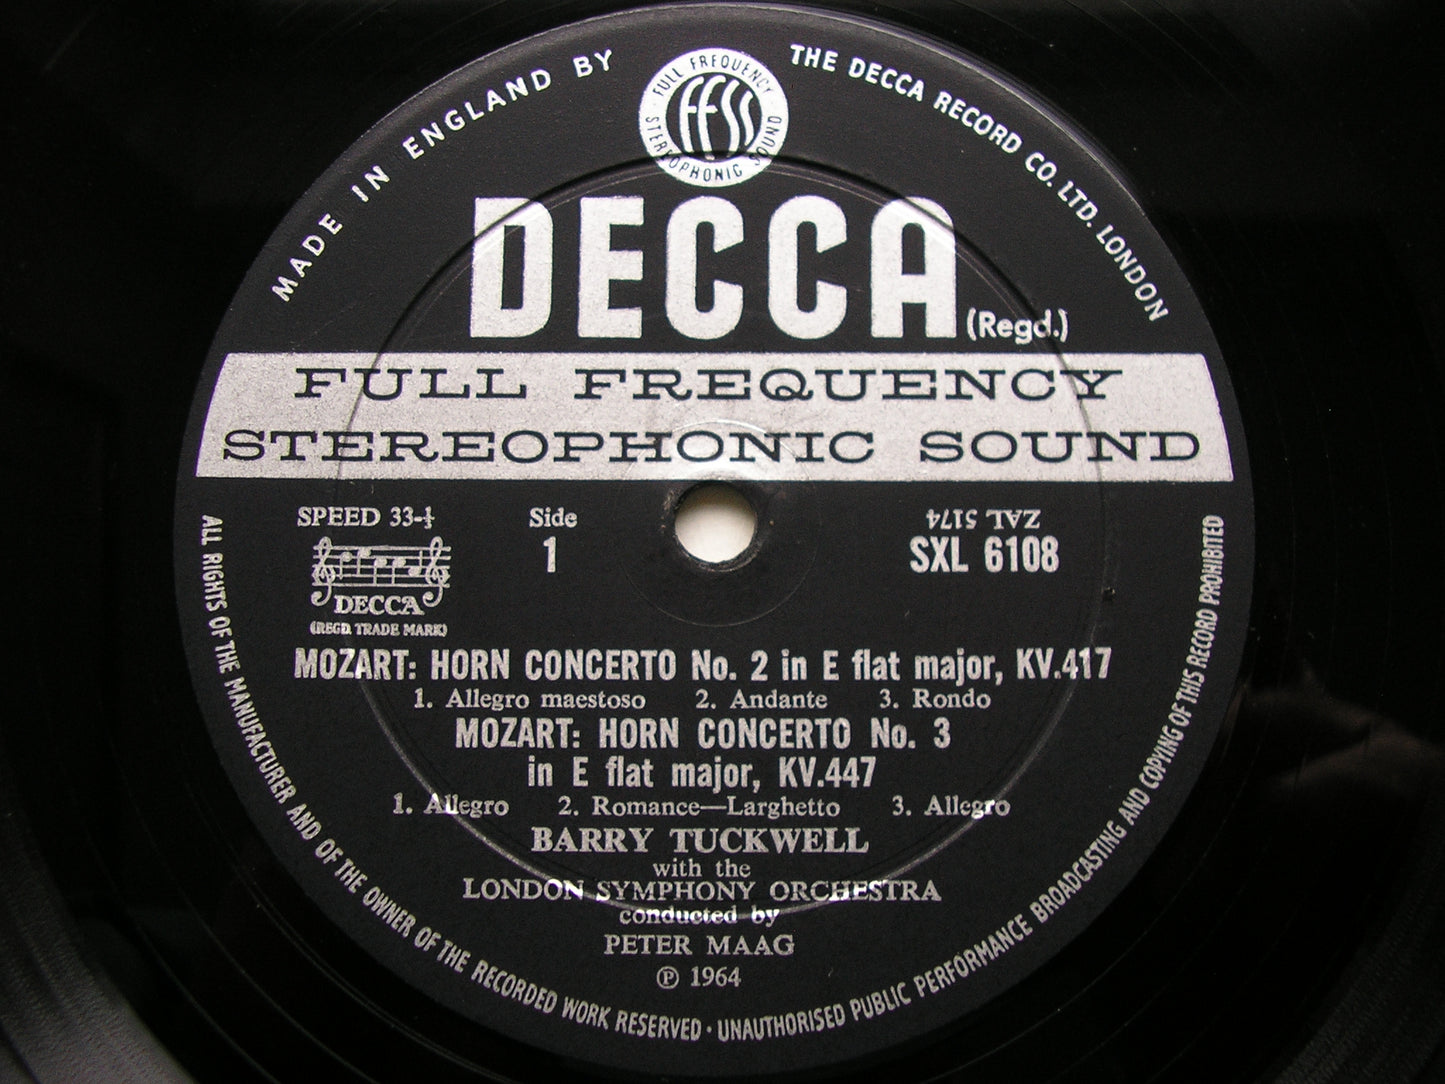 MADE IN ENGLAND BY THE DECCA RECORD CO. LTD. LONDON
FULL FREQUENCY
FFSS
STEREOPHONIC SOUND
DECCA (Regd.)
FULL FREQUENCY
STEREOPHONIC SOUND
SPEED 33-⅓
Side
1
ZAL 5174
SXL 6108
DECCA
(REGD. TRADE MARK)
MOZART: HORN CONCERTO No. 2 in E flat major, KV.417
1. Allegro maestoso 2. Andante 3. Rondo
MOZART: HORN CONCERTO No. 3
in E flat major, KV.447
1. Allegro 2. Romance—Larghetto 3. Allegro
BARRY TUCKWELL
with the
LONDON SYMPHONY ORCHESTRA
conducted by
PETER MAAG
℗ 1964
ALL RIGHTS OF THE MANUFACTURER AND OF THE OWNER OF THE RECORDED WORK RESERVED · UNAUTHORISED PUBLIC PERFORMANCE BROADCASTING AND COPYING OF THIS RECORD PROHIBITED